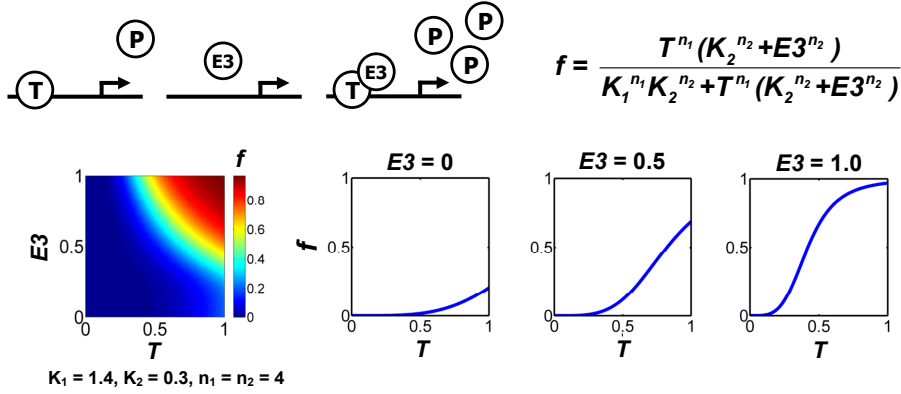 P
P
P
P
E3
T
T
E3
f = T^n₁ (K₂^n₂ + E3^n₂) / K₁^n₁ K₂^n₂ + T^n₁ (K₂^n₂ + E3^n₂)
f
E3 = 0
E3 = 0.5
E3 = 1.0
1
0.5
0
E3
0
0.5
1
T
0.8
0.6
0.4
0.2
0
1
0.5
0
f
0
0.5
1
T
1
0.5
0
0
0.5
1
T
1
0.5
0
0
0.5
1
T
K₁ = 1.4, K₂ = 0.3, n₁ = n₂ = 4